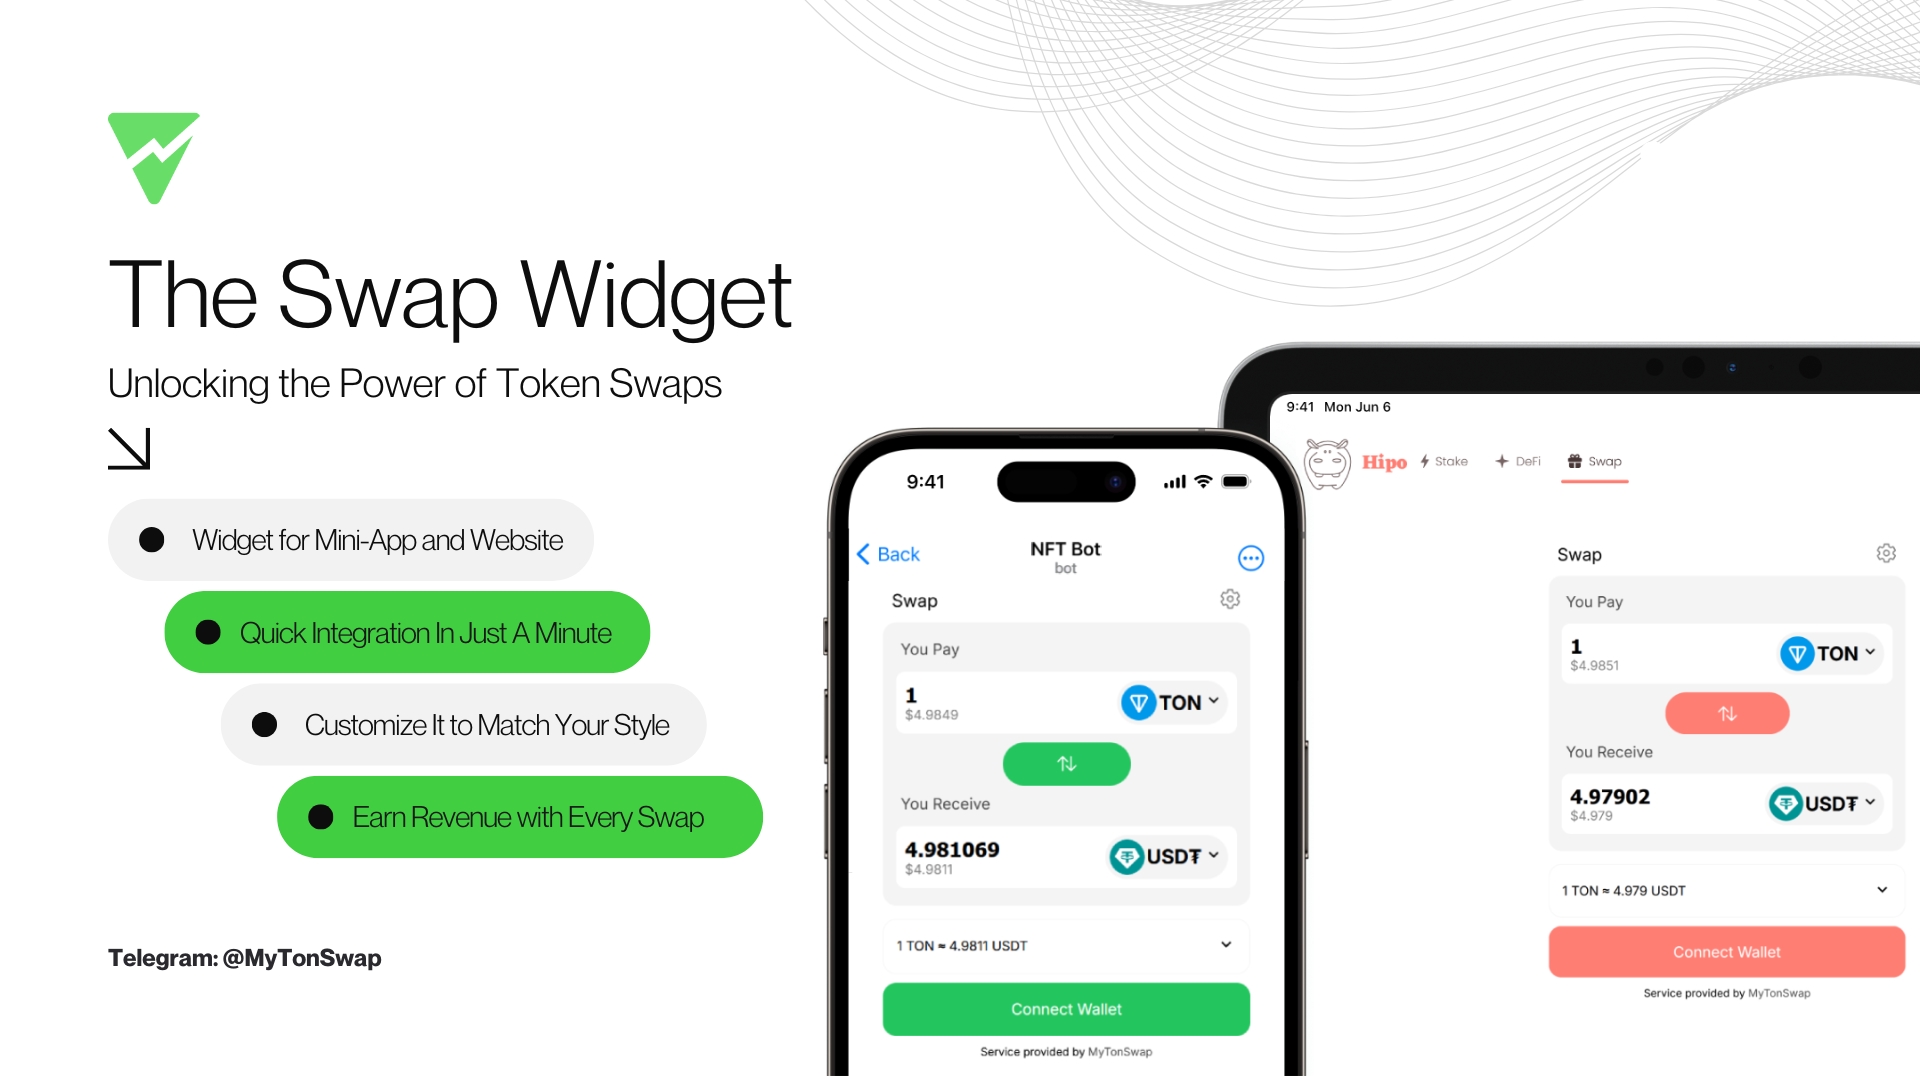 The Swap Widget
Unlocking the Power of Token Swaps
Widget for Mini-App and Website
Quick Integration In Just A Minute
Customize It to Match Your Style
Earn Revenue with Every Swap
Telegram: @MyTonSwap
9:41
Back
NFT Bot
bot
Swap
You Pay
1
$4.9849
TON
You Receive
4.981069
$4.9811
USD₮
1 TON ≈ 4.9811 USDT
Connect Wallet
Service provided by MyTonSwap
9:41 Mon Jun 6
Hipo Stake DeFi Swap
Swap
You Pay
1
$4.9851
TON
You Receive
4.97902
$4.979
USD₮
1 TON ≈ 4.979 USDT
Connect Wallet
Service provided by MyTonSwap